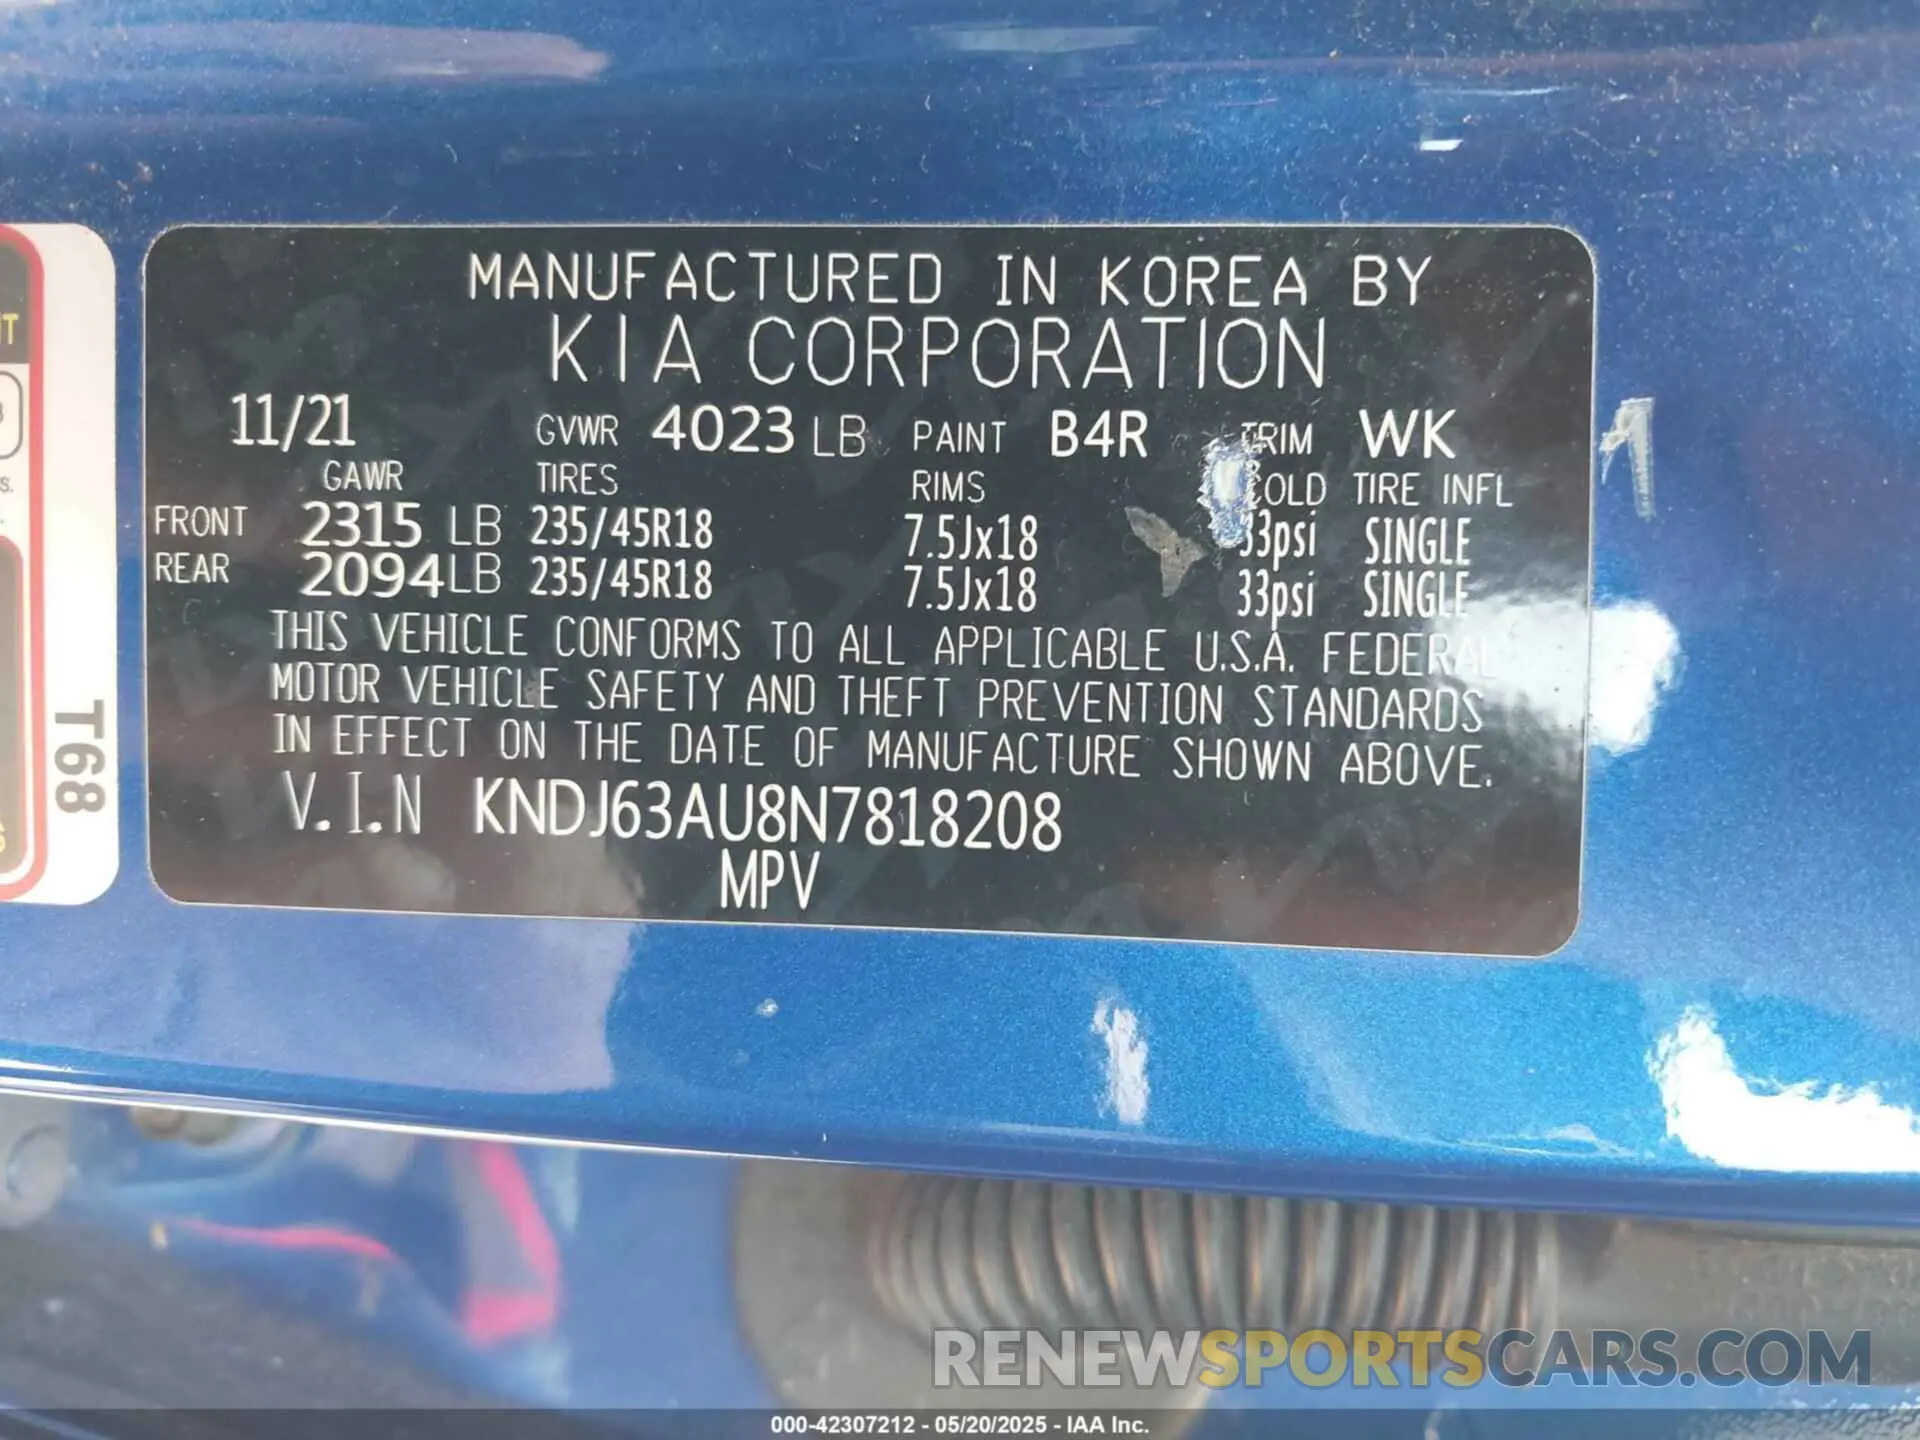 MANUFACTURED IN KOREA BY
KIA CORPORATION
11/21 GVWR 4023 LB PAINT B4R TRIM WK
GAWR TIRES RIMS COLD TIRE INFL
FRONT 2315 LB 235/45R18 7.5Jx18 33psi SINGLE
REAR 2094 LB 235/45R18 7.5Jx18 33psi SINGLE
THIS VEHICLE CONFORMS TO ALL APPLICABLE U.S.A. FEDERAL
MOTOR VEHICLE SAFETY AND THEFT PREVENTION STANDARDS
IN EFFECT ON THE DATE OF MANUFACTURE SHOWN ABOVE.
V.I.N KNDJ63AU8N7818208
MPV
T68
1
RENEWSPORTSCARS.COM
000-42307212 - 05/20/2025 - IAA Inc.